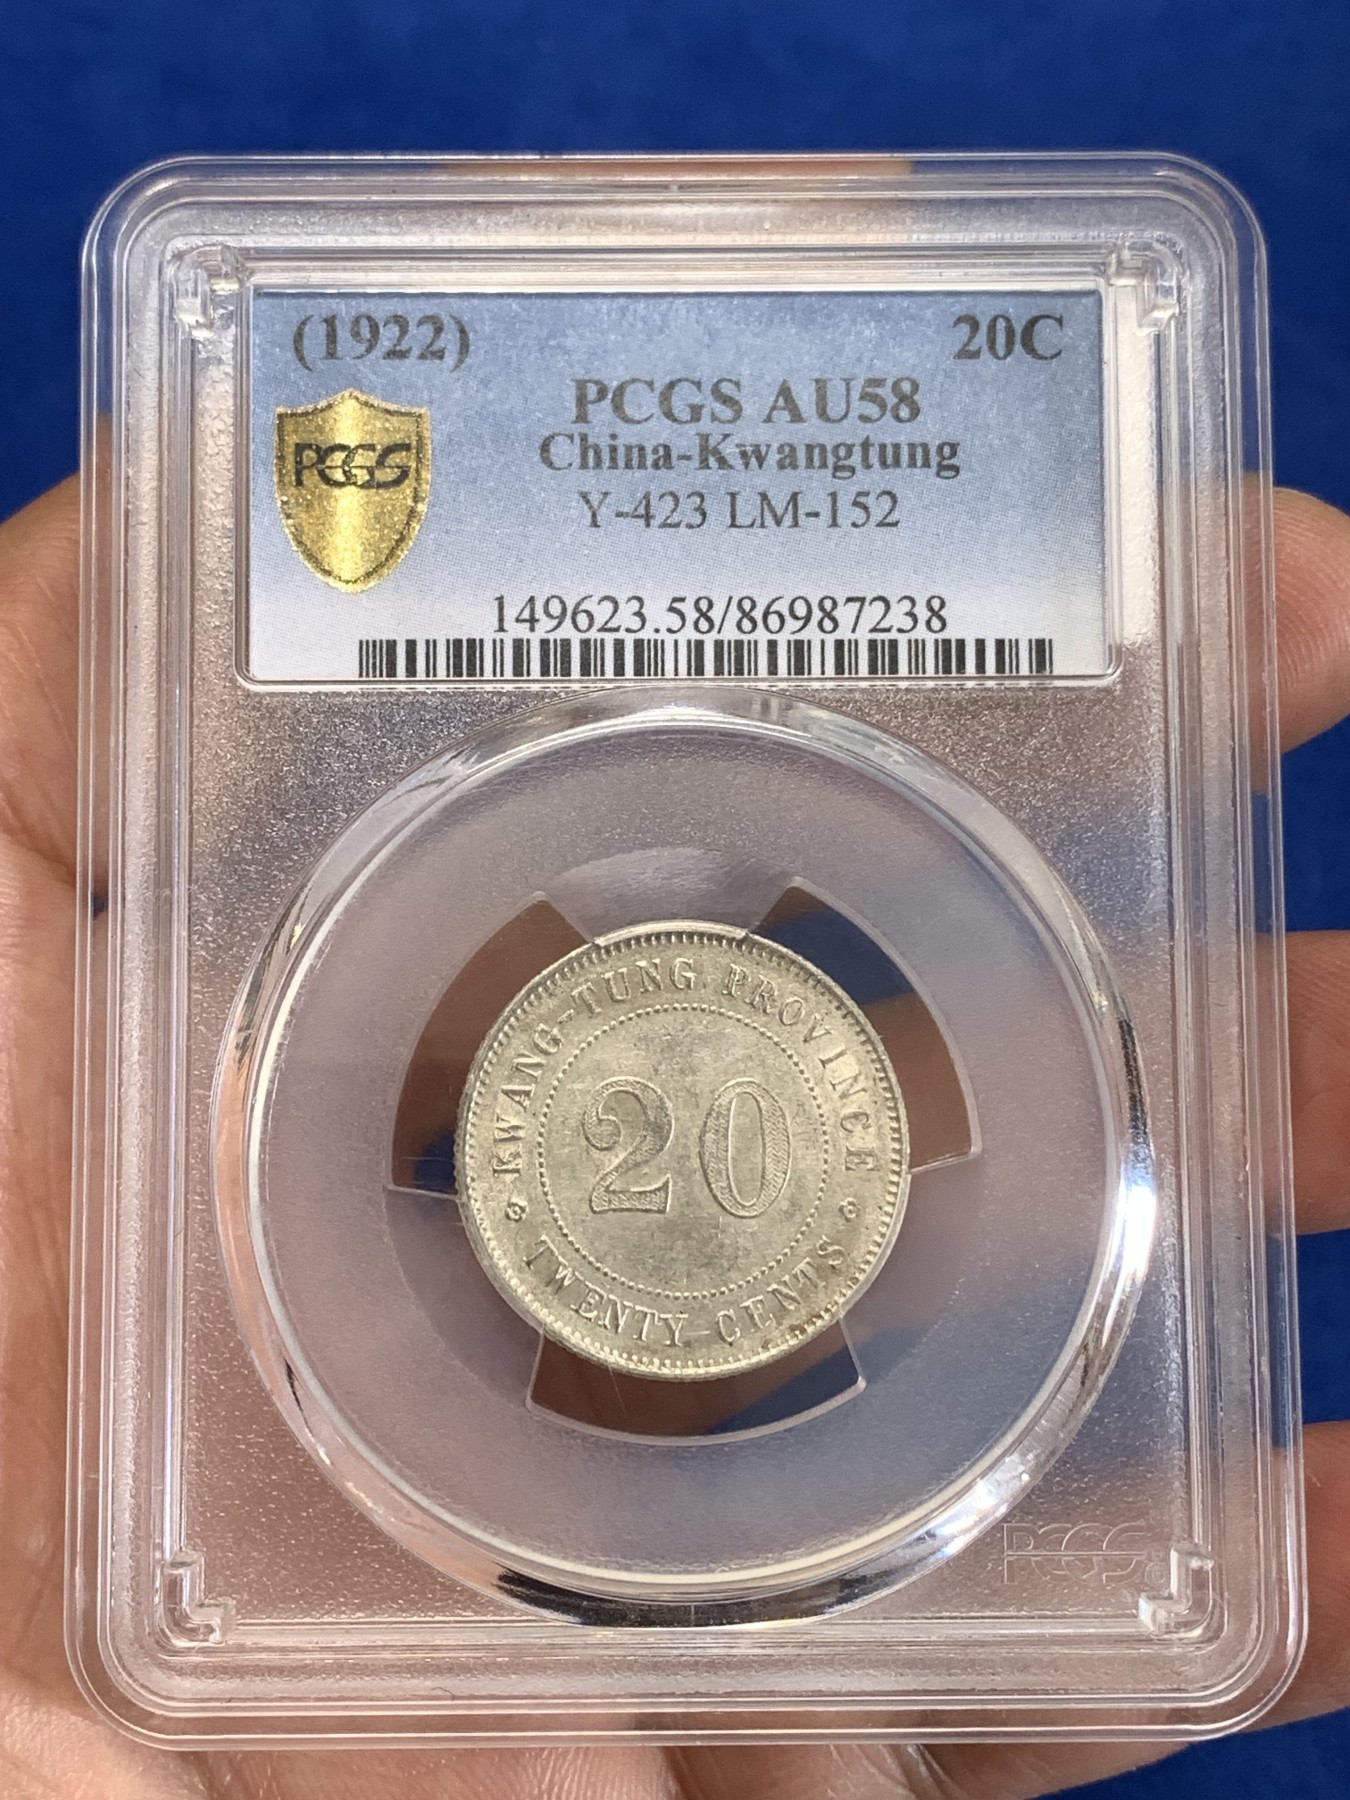 (1922) 20C
PCGS AU58
China-Kwangtung
Y-423 LM-152
PCGS
149623.58/86987238
KWANG-TUNG PROVINCE
20
TWENTY CENTS
PCGS